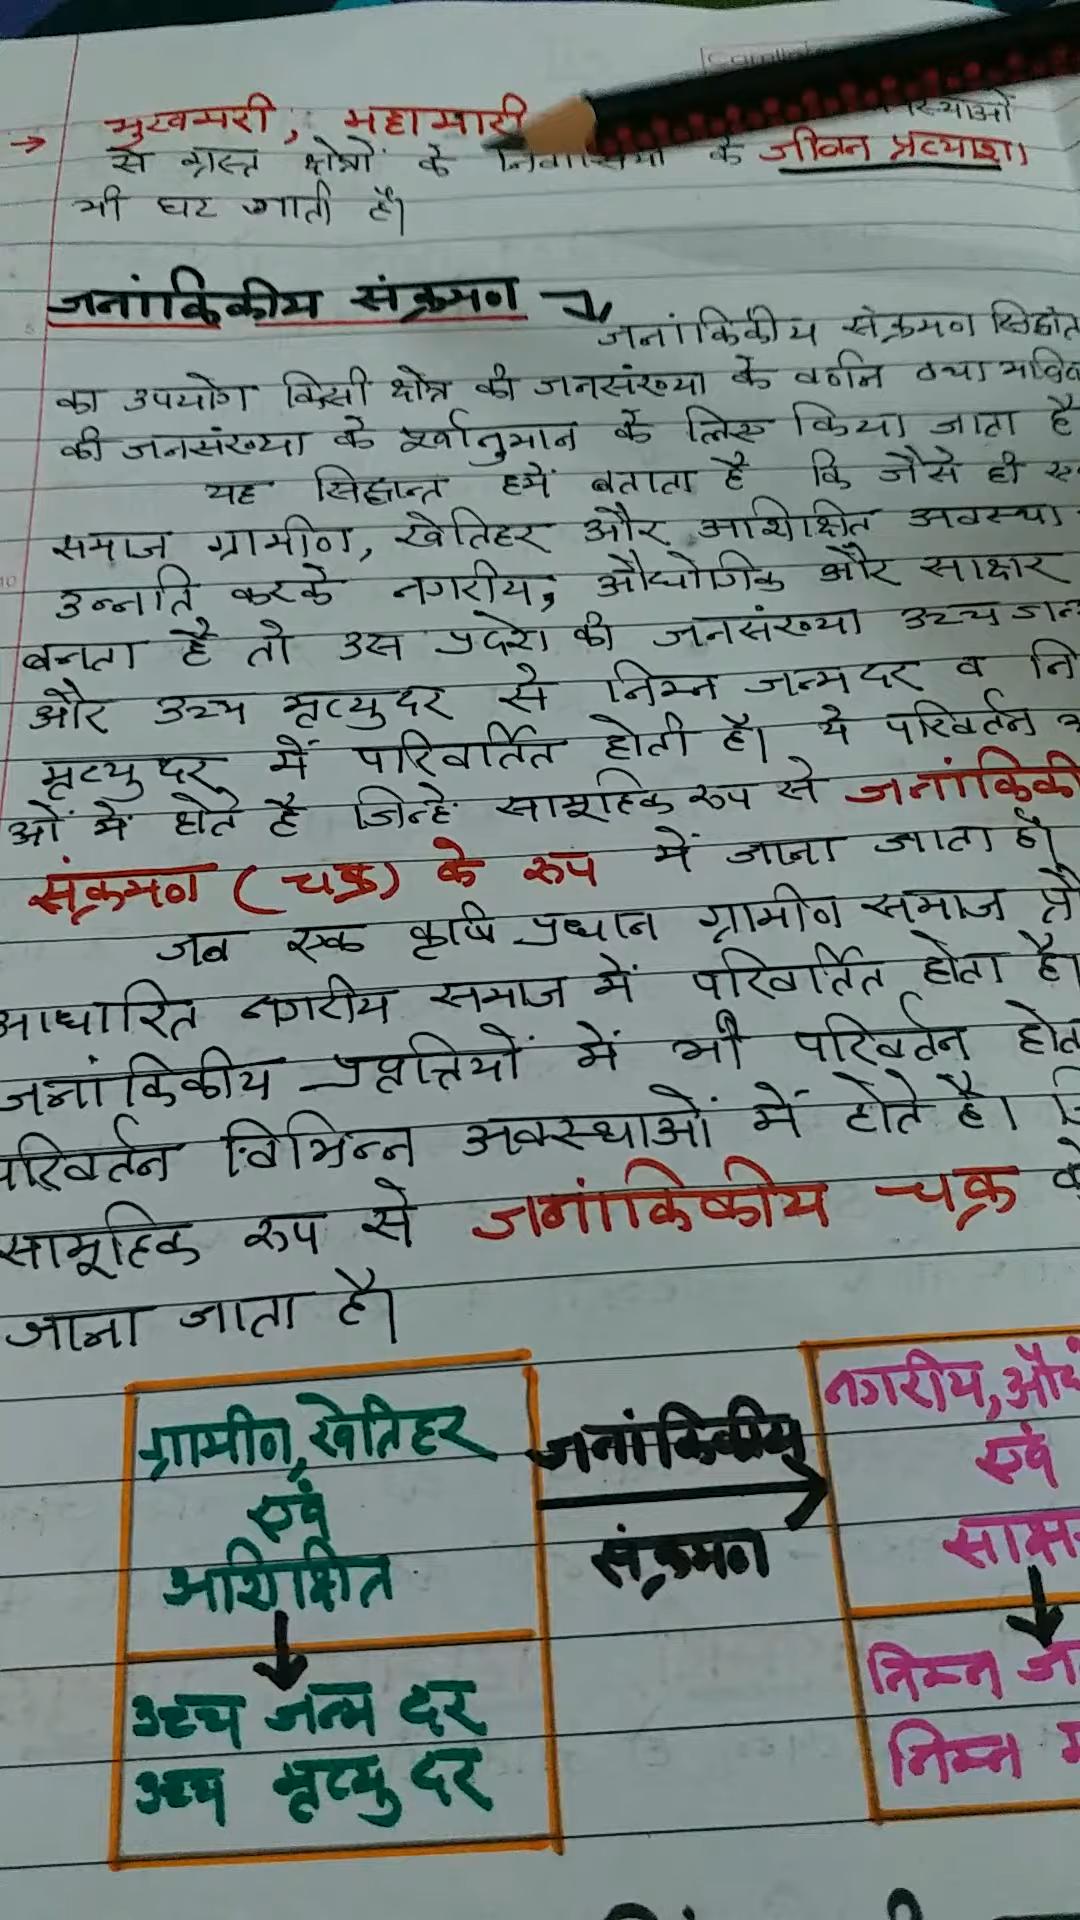 → भुखमरी, महामारी
से ग्रस्त क्षेत्रों के निवासियों के जीवन प्रत्याशा
भी घट जाती है।
जनांकिकीय संक्रमण →
जनांकिकीय संक्रमण सिद्धांत
का उपयोग किसी क्षेत्र की जनसंख्या के वर्णन तथा
की जनसंख्या के पूर्वानुमान के लिए किया जाता है
यह सिद्धान्त हमें बताता है कि जैसे ही
समाज ग्रामीण, खेतिहर और अशिक्षित अवस्था
उन्नति करके नगरीय, औद्योगिक और साक्षर
बनता है तो उस प्रदेश की जनसंख्या उच्च
और उच्च मृत्युदर से निम्न जन्मदर व
मृत्युदर में परिवर्तित होती है। ये परिवर्तन
ओं में होते है जिन्हें सामूहिक रूप से जनांकिकी
संक्रमण (चक्र) के रूप में जाना जाता है।
जब एक कृषि प्रधान ग्रामीण समाज
आधारित नगरीय समाज में परिवर्तित होता है।
जनांकिकीय प्रवृत्तियों में भी परिवर्तन
परिवर्तन विभिन्न अवस्थाओं में होते है।
सामूहिक रूप से जनांकिकीय चक्र
जाना जाता है।
ग्रामीण, खेतिहर
एवं
अशिक्षित
↓
उच्च जन्म दर
उच्च मृत्यु दर
जनांकिकीय
→
संक्रमण
नगरीय,
एवं
↓
निम्न
निम्न